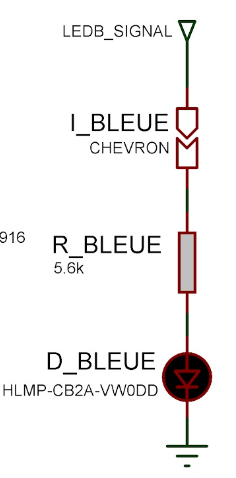 LEDB_SIGNAL
I_BLEUE
CHEVRON
916
R_BLEUE
5.6k
D_BLEUE
HLMP-CB2A-VW0DD